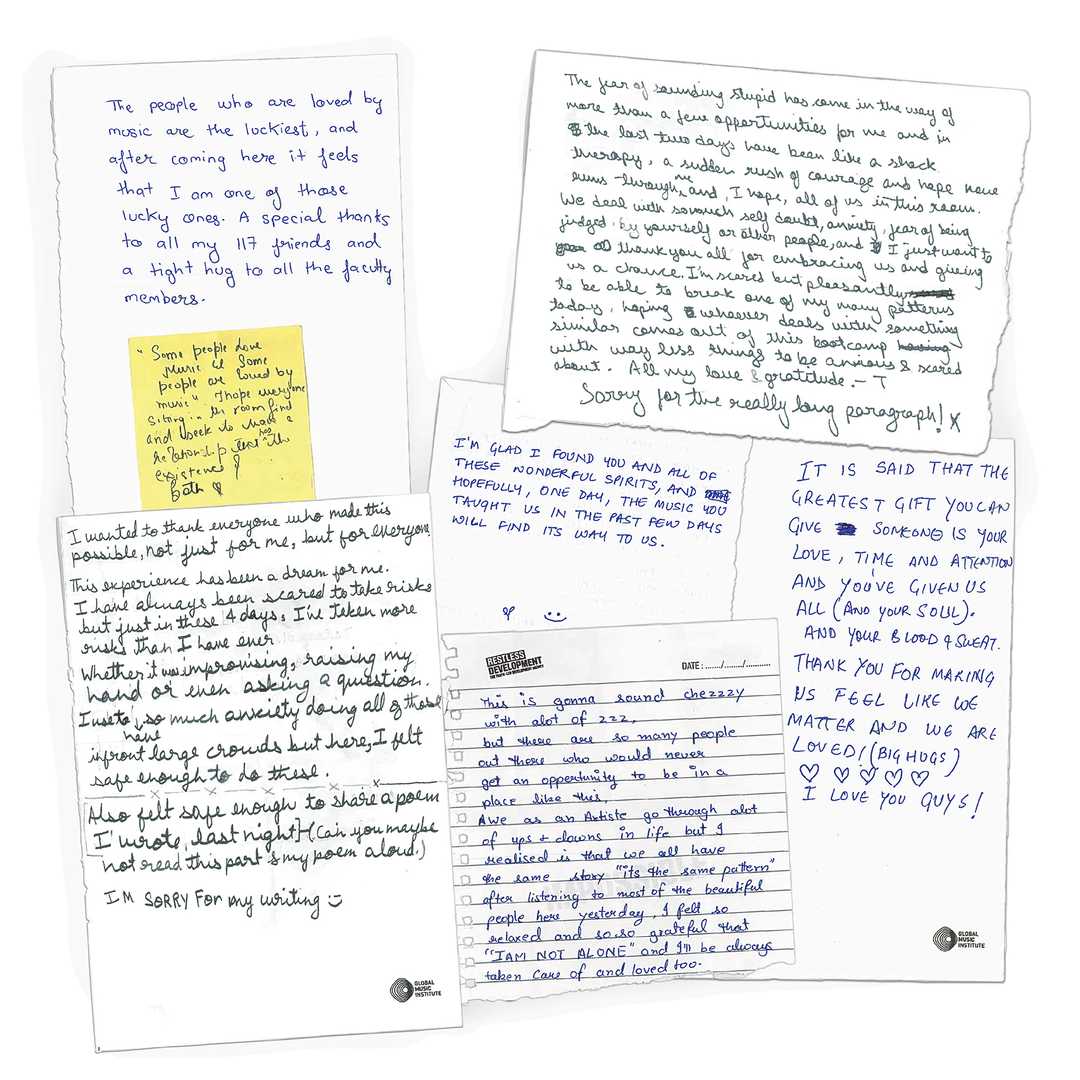 The people who are loved by
music are the luckiest, and
after coming here it feels
that I am one of those
lucky ones. A special thanks
to all my 117 friends and
a tight hug to all the faculty
members.
"Some people Love
Music & Some
people are loved by
music" I hope everyone
sitting in the room find
and seek to have a
relationship
existence
Faith
The fear of sounding stupid has come in the way of
more than a few opportunities for me and in
the last two days have been like a shock
therapy, a sudden rush of courage and hope have
runs through me and, I hope, all of us in this room.
We deal with so much self doubt, anxiety, fear of being
judged by yourself or other people, and I just want to
thank you all for embracing us and giving
us a chance. I'm scared but pleasantly
to be able to break one of my many patterns
today, hoping whoever deals with something
similar comes out of this bootcamp
with way less things to be anxious & scared
about. All my love & gratitude. - T
Sorry for the really long paragraph! X
I'M GLAD I FOUND YOU AND ALL OF
THESE WONDERFUL SPIRITS, AND
HOPEFULLY, ONE DAY, THE MUSIC YOU
TAUGHT US IN THE PAST FEW DAYS
WILL FIND ITS WAY TO US.
IT IS SAID THAT THE
GREATEST GIFT YOU CAN
GIVE SOMEONE IS YOUR
LOVE, TIME AND ATTENTION
AND YOU'VE GIVEN US
ALL (AND YOUR SOUL).
AND YOUR BLOOD & SWEAT.
THANK YOU FOR MAKING
US FEEL LIKE WE
MATTER AND WE ARE
LOVED! (BIG HUGS)
♡ ♡ ♡ ♡ ♡
I LOVE YOU GUYS!
GLOBAL
MUSIC
INSTITUTE
I wanted to thank everyone who made this
possible, not just for me, but for everyone
This experience has been a dream for me.
I have always been scared to take risks
but just in these 4 days, I've taken more
risks than I have ever
Whether it was improvising, raising my
hand or even asking a question.
I use to have so much anxiety doing all of those
infront large crowds but here, I felt
safe enough to do these.
Also felt safe enough to share a poem
I wrote last night] - (Can you maybe
not read this part & my poem aloud.)
I'M SORRY FOR my writing
GLOBAL
MUSIC
INSTITUTE
RESTLESS
DEVELOPMENT
DATE : ....../......./...........
This is gonna sound chezzzy
with alot of zzz,
but there are so many people
out there who would never
get an opportunity to be in a
place like this,
Awe as an Artiste go through alot
of ups + downs in life but I
realised is that we all have
the same story "its the same pattern"
after listening to most of the beautiful
people here yesterday, I felt so
relaxed and so, so grateful that
"I AM NOT ALONE" and I'll be always
taken care of and loved too.